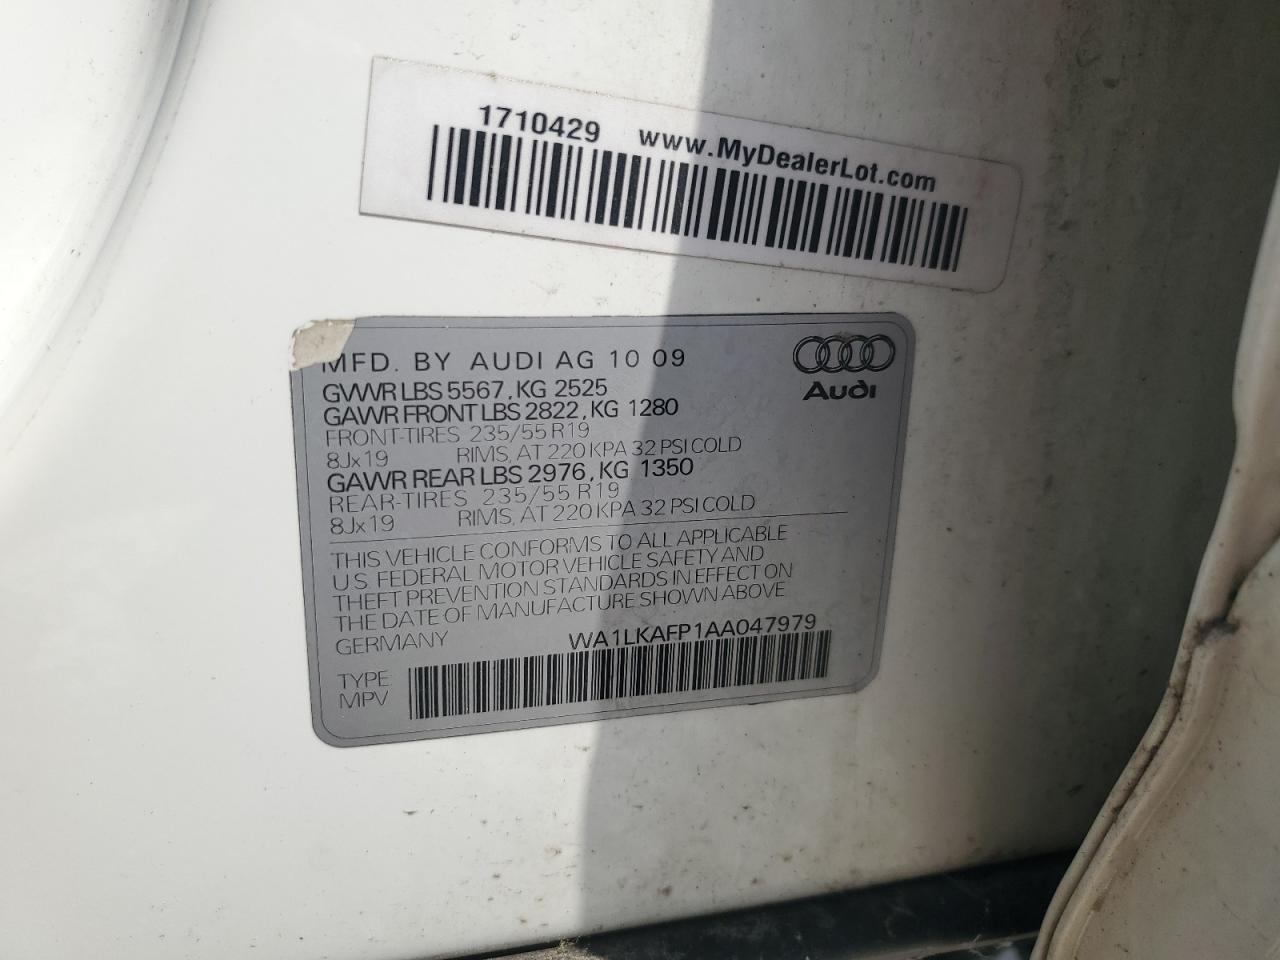 1710429 www.MyDealerLot.com
MFD. BY AUDI AG 10 09
Audi
GVWR LBS 5567, KG 2525
GAWR FRONT LBS 2822, KG 1280
FRONT-TIRES 235/55 R19
8Jx19 RIMS, AT 220 KPA 32 PSI COLD
GAWR REAR LBS 2976, KG 1350
REAR-TIRES 235/55 R19
8Jx19 RIMS, AT 220 KPA 32 PSI COLD
THIS VEHICLE CONFORMS TO ALL APPLICABLE
U.S. FEDERAL MOTOR VEHICLE SAFETY AND
THEFT PREVENTION STANDARDS IN EFFECT ON
THE DATE OF MANUFACTURE SHOWN ABOVE
GERMANY WA1LKAFP1AA047979
TYPE
MPV